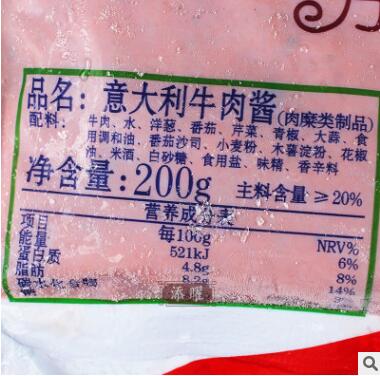 品名：意大利牛肉酱(肉糜类制品)
配料：牛肉、水、洋葱、番茄、芹菜、青椒、大蒜、食
用调和油、番茄沙司、小麦粉、木薯淀粉、花椒
油、米酒、白砂糖、食用盐、味精、香辛料
净含量：200g 主料含量≥20%
营养成分表
项目 每100g NRV%
能量 521kJ 6%
蛋白质 4.8g 8%
脂肪 8.2g 14%
添曜